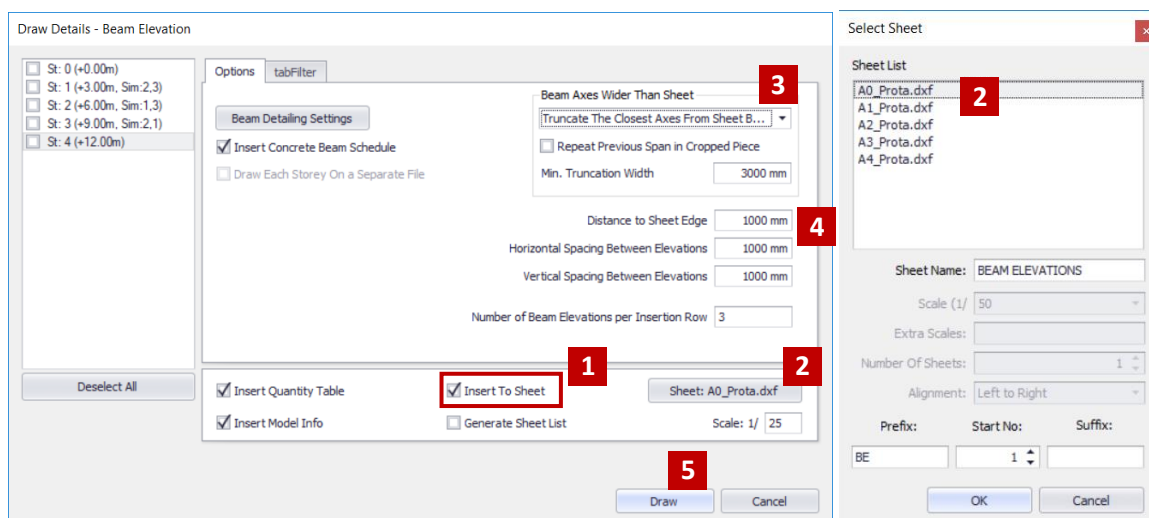 Draw Details - Beam Elevation
St: 0 (+0.00m)
St: 1 (+3.00m, Sim:2,3)
St: 2 (+6.00m, Sim:1,3)
St: 3 (+9.00m, Sim:2,1)
St: 4 (+12.00m)
Deselect All
Options tabFilter
Beam Detailing Settings
Insert Concrete Beam Schedule
Draw Each Storey On a Separate File
Beam Axes Wider Than Sheet
3
Truncate The Closest Axes From Sheet B...
Repeat Previous Span in Cropped Piece
Min. Truncation Width 3000 mm
Distance to Sheet Edge 1000 mm
4
Horizontal Spacing Between Elevations 1000 mm
Vertical Spacing Between Elevations 1000 mm
Number of Beam Elevations per Insertion Row 3
1
2
Insert Quantity Table Insert To Sheet Sheet: A0_Prota.dxf
Insert Model Info Generate Sheet List Scale: 1/ 25
5
Draw Cancel
Select Sheet
x
Sheet List
A0_Prota.dxf
A1_Prota.dxf
A2_Prota.dxf
A3_Prota.dxf
A4_Prota.dxf
2
Sheet Name: BEAM ELEVATIONS
Scale (1/ 50
Extra Scales:
Number Of Sheets: 1
Alignment: Left to Right
Prefix: Start No: Suffix:
BE 1
OK Cancel